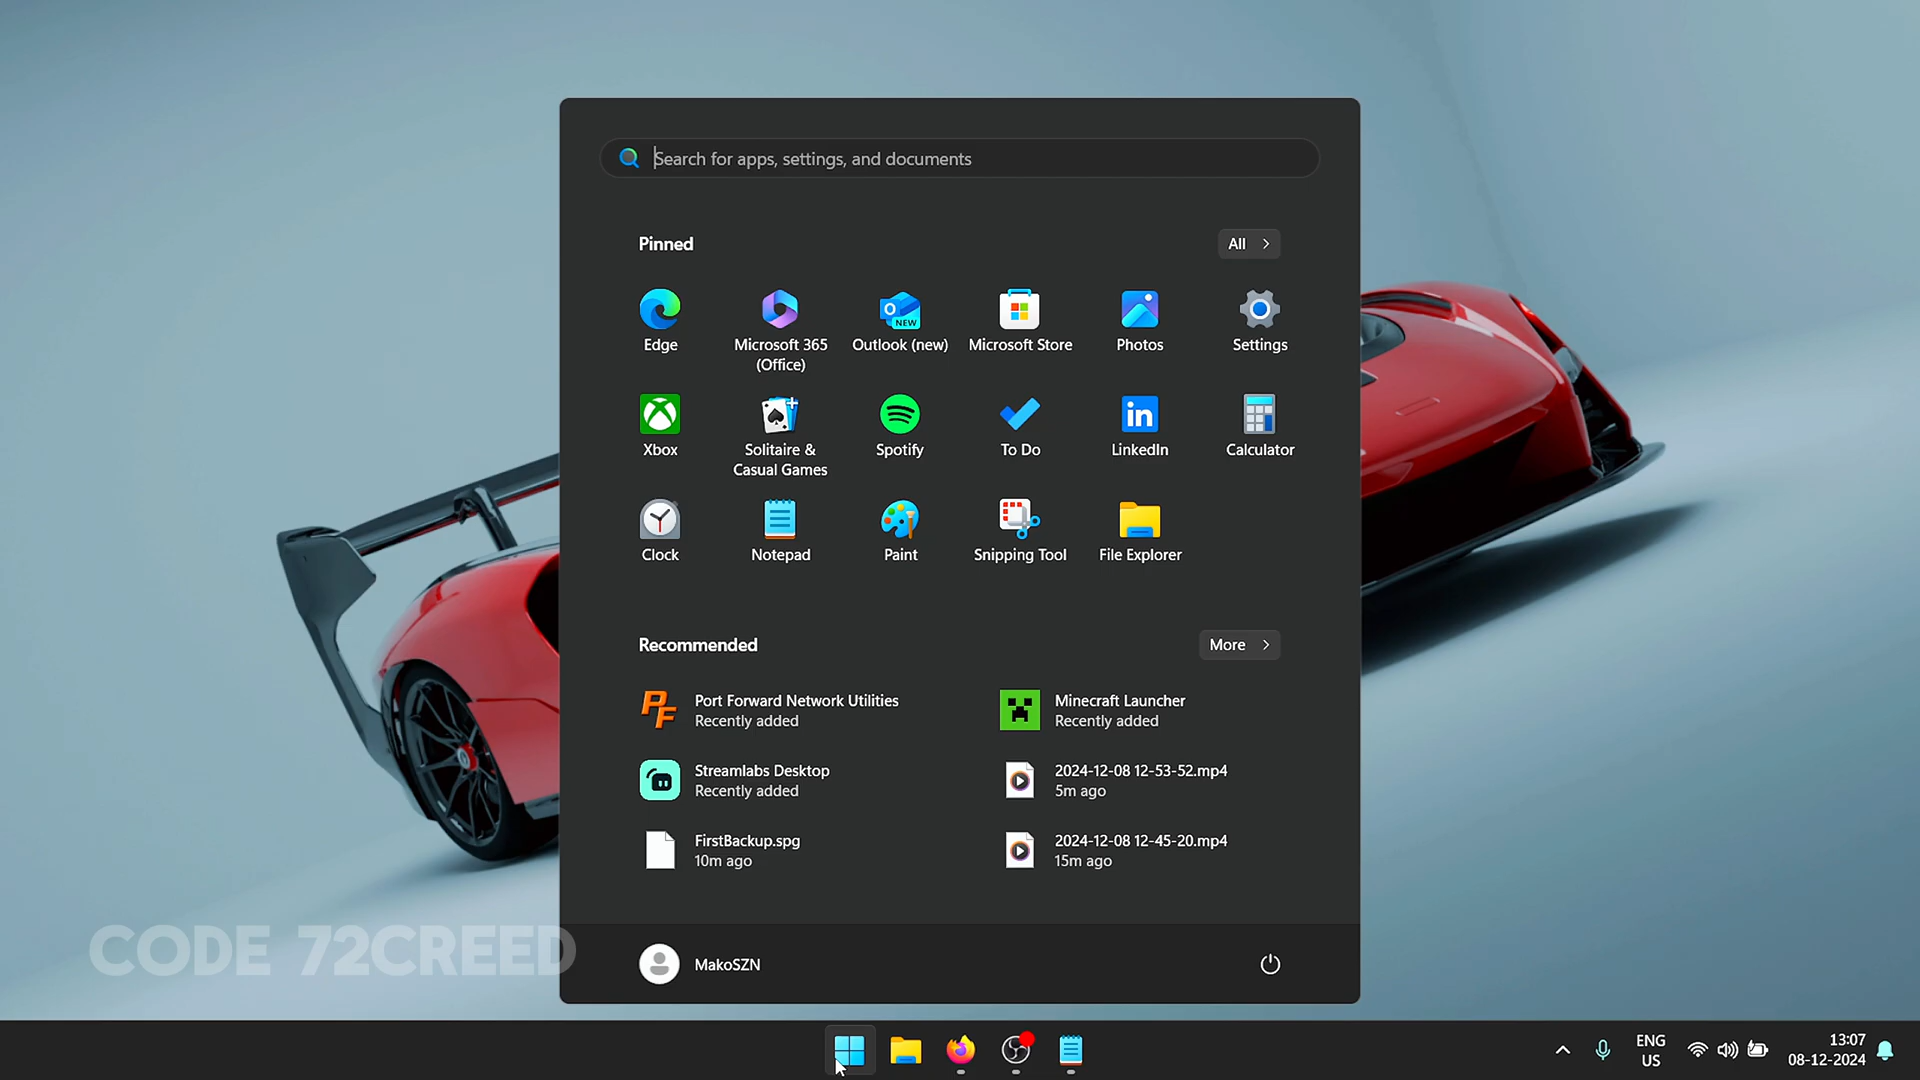 Search for apps, settings, and documents
Pinned
All
Edge
Microsoft 365
(Office)
Outlook (new)
Microsoft Store
Photos
Settings
Xbox
Solitaire &
Casual Games
Spotify
To Do
LinkedIn
Calculator
Clock
Notepad
Paint
Snipping Tool
File Explorer
Recommended
More
Port Forward Network Utilities
Recently added
Minecraft Launcher
Recently added
Streamlabs Desktop
Recently added
2024-12-08 12-53-52.mp4
5m ago
FirstBackup.spg
10m ago
2024-12-08 12-45-20.mp4
15m ago
CODE 72CREED
MakoSZN
ENG
US
13:07
08-12-2024